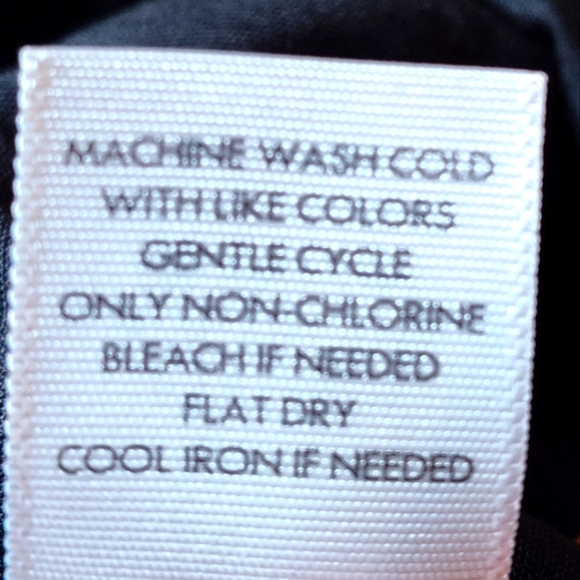 MACHINE WASH COLD
WITH LIKE COLORS
GENTLE CYCLE
ONLY NON-CHLORINE
BLEACH IF NEEDED
FLAT DRY
COOL IRON IF NEEDED